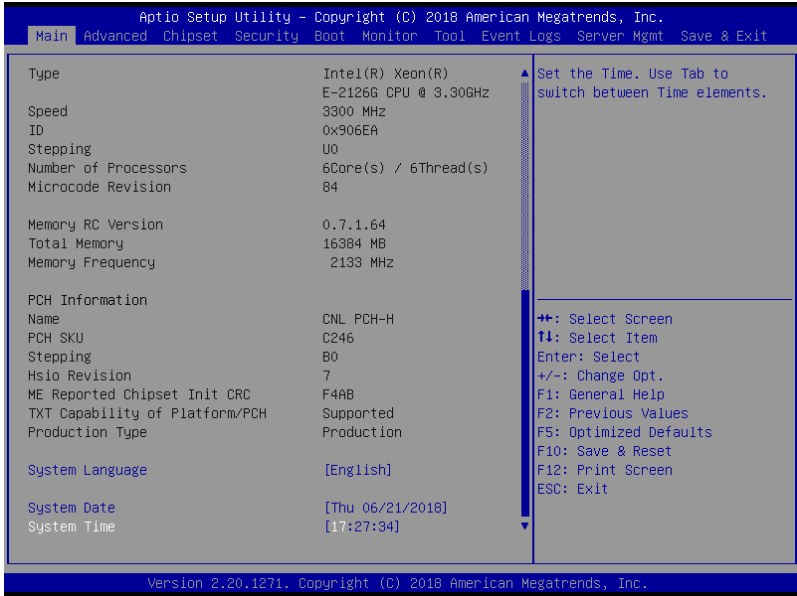 Aptio Setup Utility – Copyright (C) 2018 American Megatrends, Inc.
Main Advanced Chipset Security Boot Monitor Tool Event Logs Server Mgmt Save & Exit
Type Intel(R) Xeon(R)
E-2126G CPU @ 3.30GHz
Speed 3300 MHz
ID 0x906EA
Stepping U0
Number of Processors 6Core(s) / 6Thread(s)
Microcode Revision 84
Memory RC Version 0.7.1.64
Total Memory 16384 MB
Memory Frequency 2133 MHz
PCH Information
Name CNL PCH-H
PCH SKU C246
Stepping B0
Hsio Revision 7
ME Reported Chipset Init CRC F4AB
TXT Capability of Platform/PCH Supported
Production Type Production
System Language [English]
System Date [Thu 06/21/2018]
System Time [17:27:34]
Set the Time. Use Tab to
switch between Time elements.
→←: Select Screen
↑↓: Select Item
Enter: Select
+/-: Change Opt.
F1: General Help
F2: Previous Values
F5: Optimized Defaults
F10: Save & Reset
F12: Print Screen
ESC: Exit
Version 2.20.1271. Copyright (C) 2018 American Megatrends, Inc.